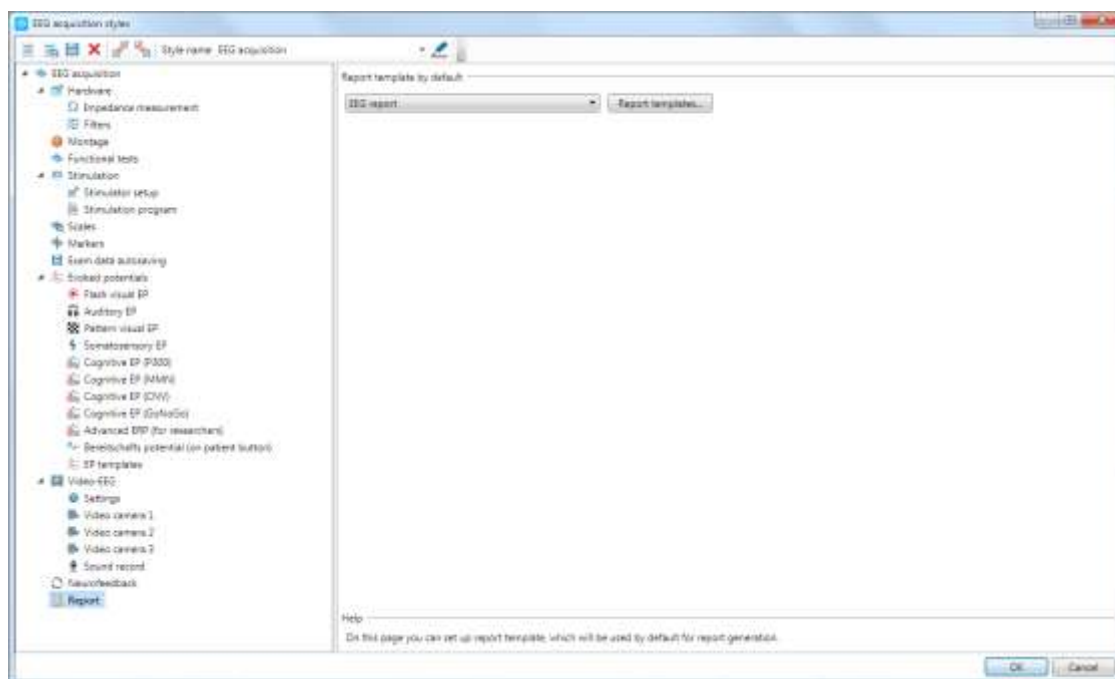 EEG acquisition styles
Style name EEG acquisition
EEG acquisition
Hardware
Impedance measurement
Filters
Montage
Functional tests
Stimulation
Stimulator setup
Stimulation program
Scales
Markers
Exam data autosaving
Evoked potentials
Flash visual EP
Auditory EP
Pattern visual EP
Somatosensory EP
Cognitive EP (P300)
Cognitive EP (MMN)
Cognitive EP (CNV)
Cognitive EP (GoNoGo)
Advanced ERP (for researchers)
Bereitschafts potential (on patient button)
EP templates
Video-EEG
Settings
Video camera 1
Video camera 2
Video camera 3
Sound record
Neurofeedback
Report
Report template by default
EEG report
Report templates...
Help
On this page you can set up report template, which will be used by default for report generation.
OK Cancel